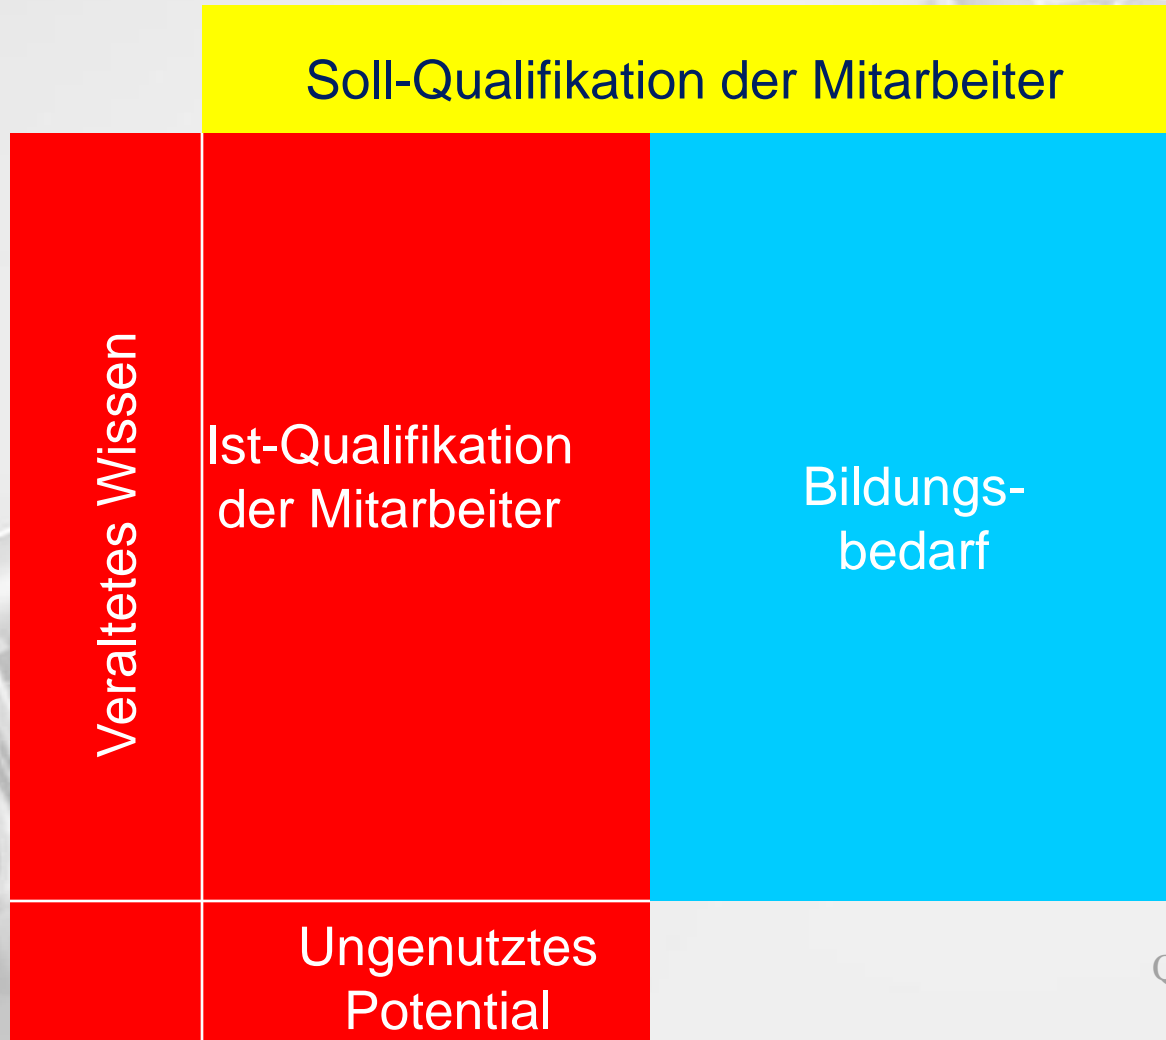 Soll-Qualifikation der Mitarbeiter
Veraltetes Wissen
Ist-Qualifikation
der Mitarbeiter
Bildungs-
bedarf
Ungenutztes
Potential
Q